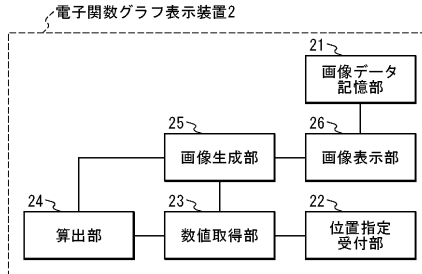 電子関数グラフ表示装置2
21
画像データ
記憶部
25
画像生成部
26
画像表示部
24
算出部
23
数値取得部
22
位置指定
受付部